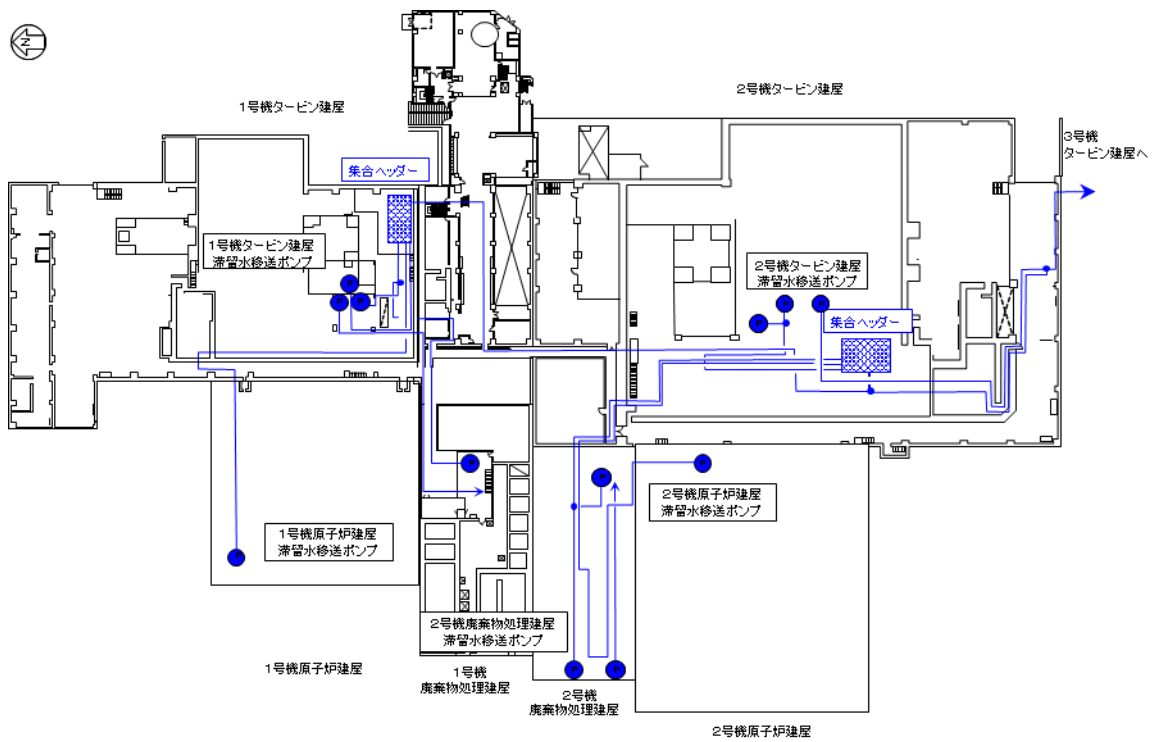 N
1号機タービン建屋
2号機タービン建屋
3号機
タービン建屋へ
集合ヘッダー
1号機タービン建屋
滞留水移送ポンプ
P
P
P
2号機タービン建屋
滞留水移送ポンプ
P
P
P
集合ヘッダー
P
P
P
2号機原子炉建屋
滞留水移送ポンプ
1号機原子炉建屋
滞留水移送ポンプ
P
2号機廃棄物処理建屋
滞留水移送ポンプ
P
P
1号機原子炉建屋
1号機
廃棄物処理建屋
2号機
廃棄物処理建屋
2号機原子炉建屋